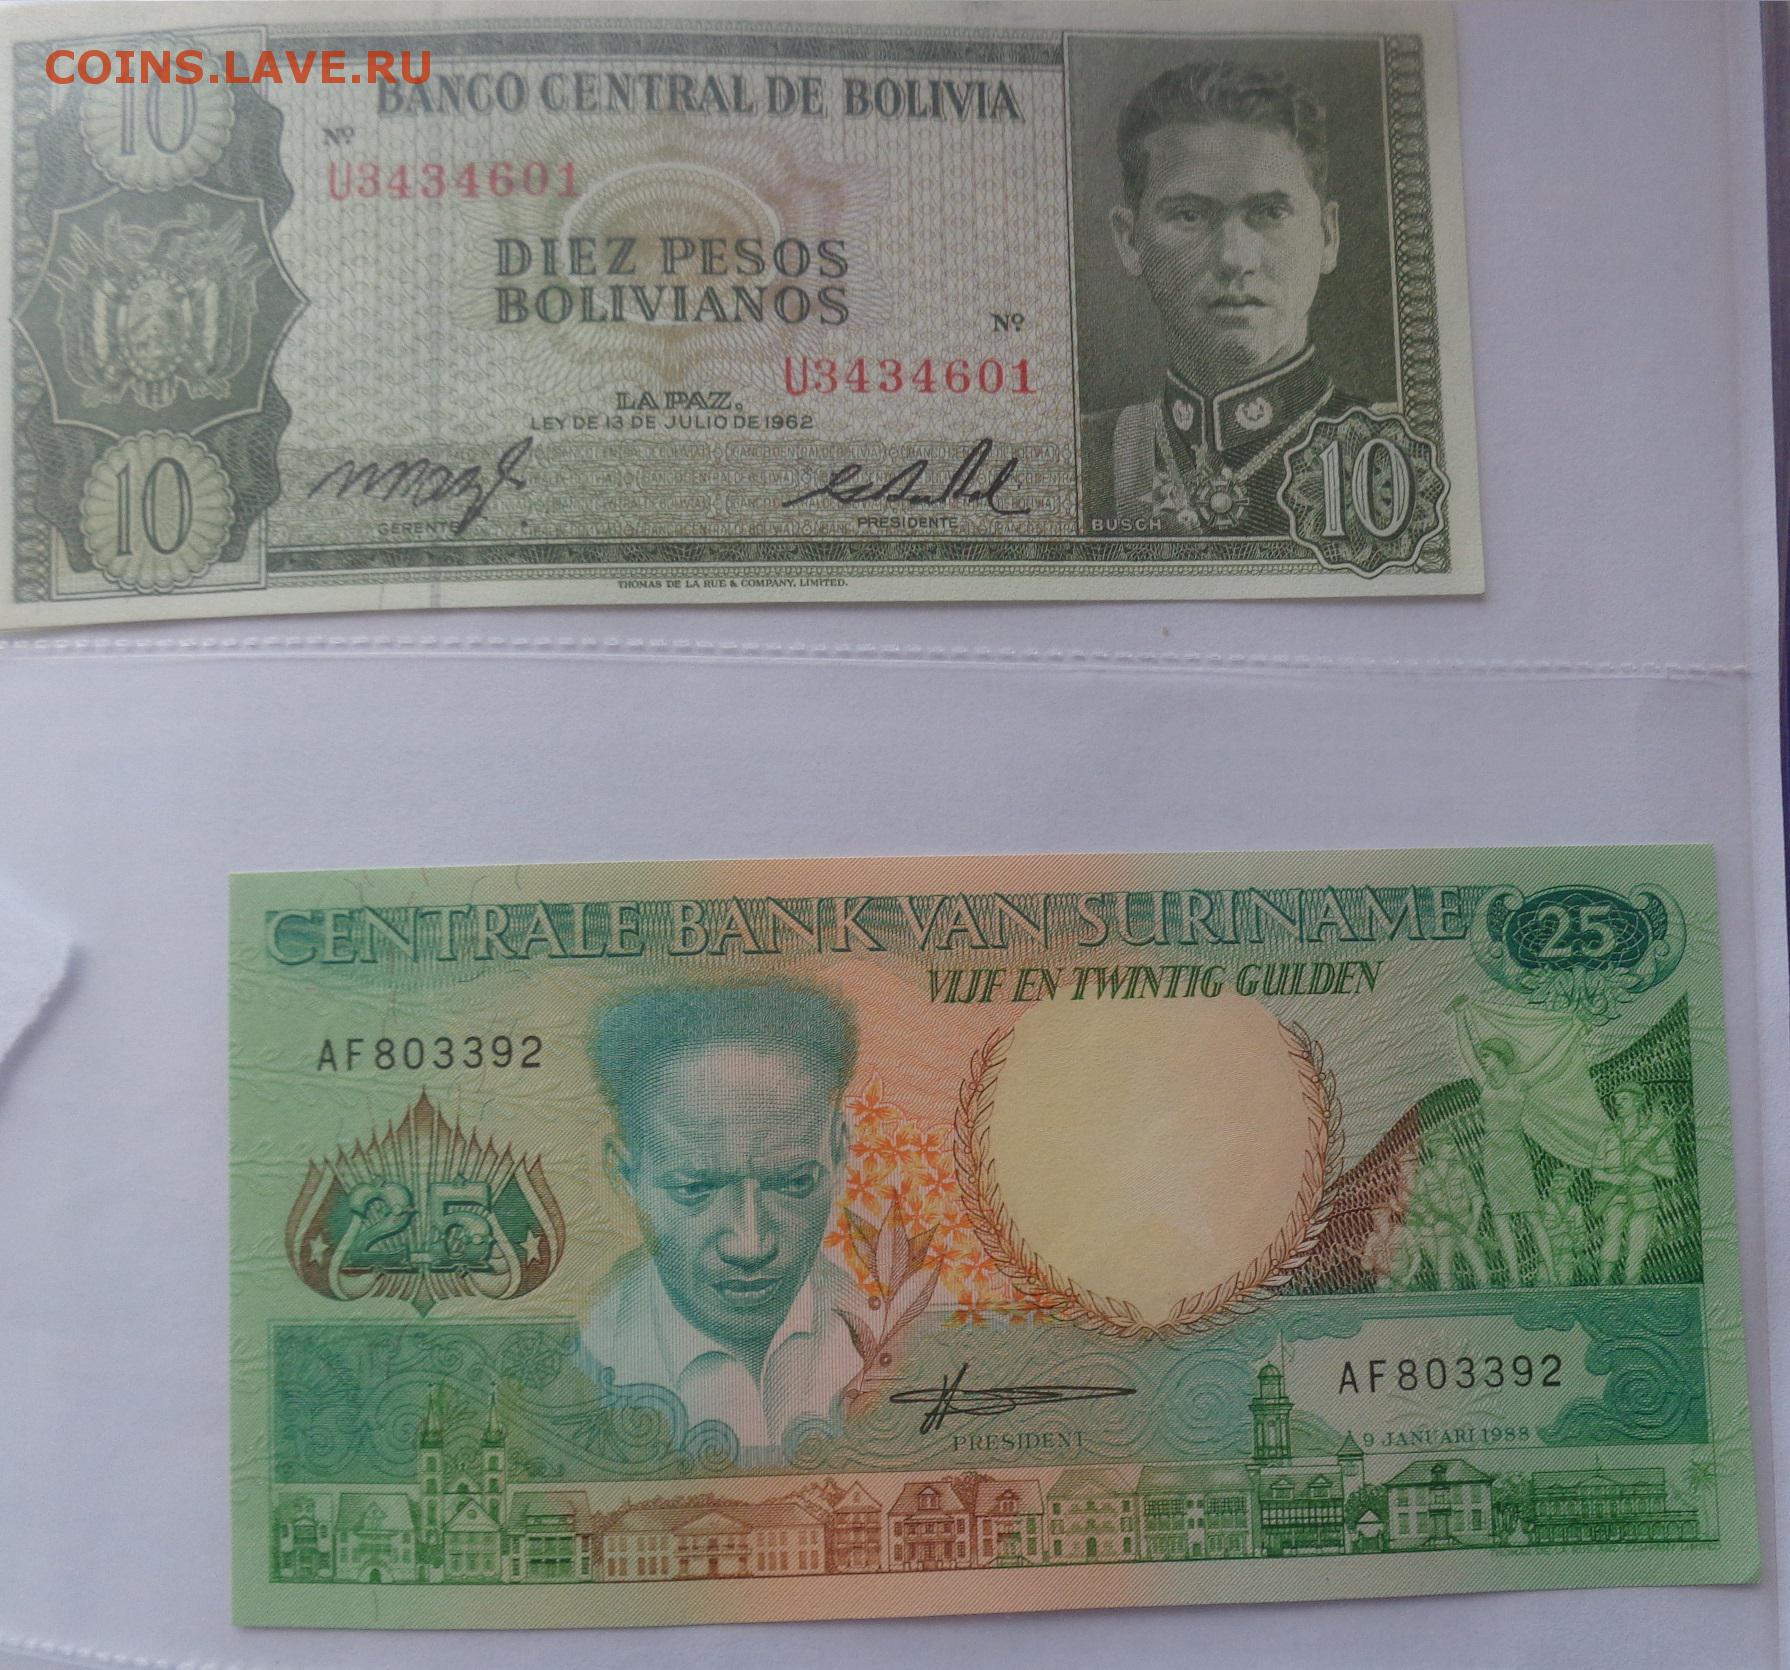 COINS.LAVE.RU
10
BANCO CENTRAL DE BOLIVIA
Nº
U3434601
DIEZ PESOS
BOLIVIANOS
Nº
U3434601
LA PAZ,
LEY DE 13 DE JULIO DE 1962
GERENTE
PRESIDENTE
BUSCH
10
10
THOMAS DE LA RUE & COMPANY, LIMITED.
CENTRALE BANK VAN SURINAME
25
VIJF EN TWINTIG GULDEN
AF803392
25
AF803392
PRESIDENT
9 JANUARI 1988